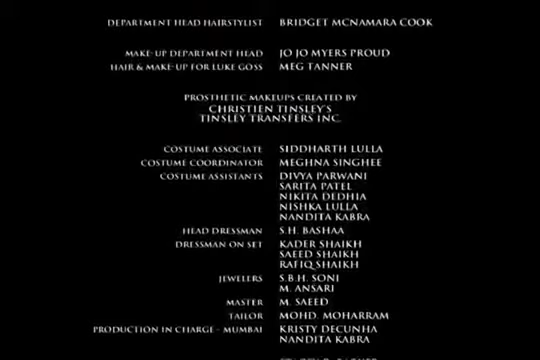 DEPARTMENT HEAD HAIRSTYLIST BRIDGET MCNAMARA COOK
MAKE-UP DEPARTMENT HEAD JO JO MYERS PROUD
HAIR & MAKE-UP FOR LUKE GOSS MEG TANNER
PROSTHETIC MAKEUPS CREATED BY
CHRISTIEN TINSLEY'S
TINSLEY TRANSFERS INC.
COSTUME ASSOCIATE SIDDHARTH LULLA
COSTUME COORDINATOR MEGHNA SINGHEE
COSTUME ASSISTANTS DIVYA PARWANI
SARITA PATEL
NIKITA DEDHIA
NISHKA LULLA
NANDITA KABRA
HEAD DRESSMAN S.H. BASHAA
DRESSMAN ON SET KADER SHAIKH
SAEED SHAIKH
RAFIQ SHAIKH
JEWELERS S.B.H. SONI
M. ANSARI
MASTER M. SAEED
TAILOR MOHD. MOHARRAM
PRODUCTION IN CHARGE - MUMBAI KRISTY DECUNHA
NANDITA KABRA